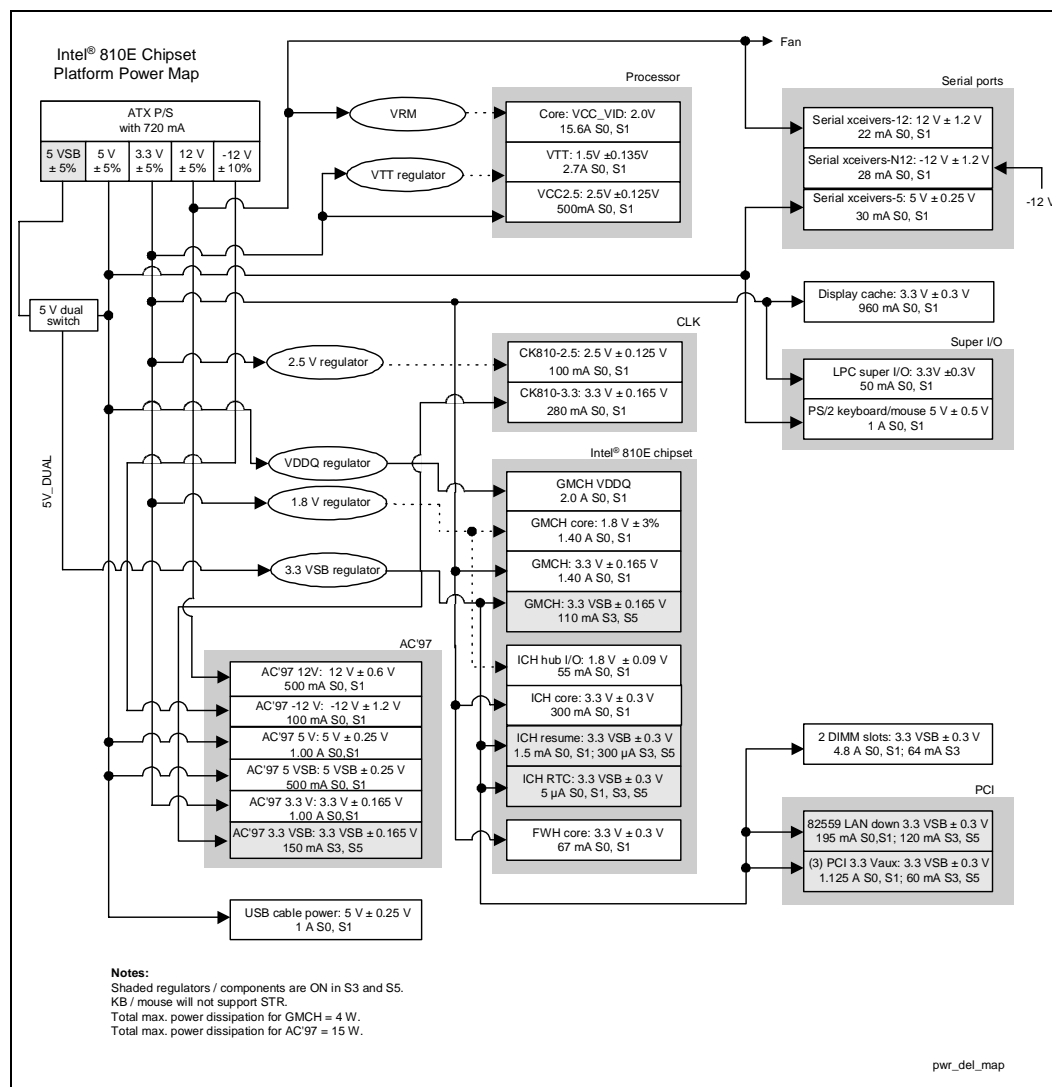 Intel® 810E Chipset
Platform Power Map
ATX P/S
with 720 mA
5 VSB
± 5%
5 V
± 5%
3.3 V
± 5%
12 V
± 5%
-12 V
± 10%
Fan
Processor
VRM
Core: VCC_VID: 2.0V
15.6A S0, S1
VTT regulator
VTT: 1.5V ±0.135V
2.7A S0, S1
VCC2.5: 2.5V ±0.125V
500mA S0, S1
Serial ports
Serial xceivers-12: 12 V ± 1.2 V
22 mA S0, S1
Serial xceivers-N12: -12 V ± 1.2 V
28 mA S0, S1
Serial xceivers-5: 5 V ± 0.25 V
30 mA S0, S1
-12 V
5 V dual
switch
5V_DUAL
Display cache: 3.3 V ± 0.3 V
960 mA S0, S1
Super I/O
LPC super I/O: 3.3V ±0.3V
50 mA S0, S1
PS/2 keyboard/mouse 5 V ± 0.5 V
1 A S0, S1
CLK
2.5 V regulator
CK810-2.5: 2.5 V ± 0.125 V
100 mA S0, S1
CK810-3.3: 3.3 V ± 0.165 V
280 mA S0, S1
Intel® 810E chipset
VDDQ regulator
1.8 V regulator
3.3 VSB regulator
GMCH VDDQ
2.0 A S0, S1
GMCH core: 1.8 V ± 3%
1.40 A S0, S1
GMCH: 3.3 V ± 0.165 V
1.40 A S0, S1
GMCH: 3.3 VSB ± 0.165 V
110 mA S3, S5
ICH hub I/O: 1.8 V ± 0.09 V
55 mA S0, S1
ICH core: 3.3 V ± 0.3 V
300 mA S0, S1
ICH resume: 3.3 VSB ± 0.3 V
1.5 mA S0, S1; 300 µA S3, S5
ICH RTC: 3.3 VSB ± 0.3 V
5 µA S0, S1, S3, S5
FWH core: 3.3 V ± 0.3 V
67 mA S0, S1
AC'97
AC'97 12V: 12 V ± 0.6 V
500 mA S0, S1
AC'97 -12 V: -12 V ± 1.2 V
100 mA S0, S1
AC'97 5 V: 5 V ± 0.25 V
1.00 A S0,S1
AC'97 5 VSB: 5 VSB ± 0.25 V
500 mA S0, S1
AC'97 3.3 V: 3.3 V ± 0.165 V
1.00 A S0,S1
AC'97 3.3 VSB: 3.3 VSB ± 0.165 V
150 mA S3, S5
2 DIMM slots: 3.3 VSB ± 0.3 V
4.8 A S0, S1; 64 mA S3
PCI
82559 LAN down 3.3 VSB ± 0.3 V
195 mA S0,S1; 120 mA S3, S5
(3) PCI 3.3 Vaux: 3.3 VSB ± 0.3 V
1.125 A S0, S1; 60 mA S3, S5
USB cable power: 5 V ± 0.25 V
1 A S0, S1
Notes:
Shaded regulators / components are ON in S3 and S5.
KB / mouse will not support STR.
Total max. power dissipation for GMCH = 4 W.
Total max. power dissipation for AC'97 = 15 W.
pwr_del_map